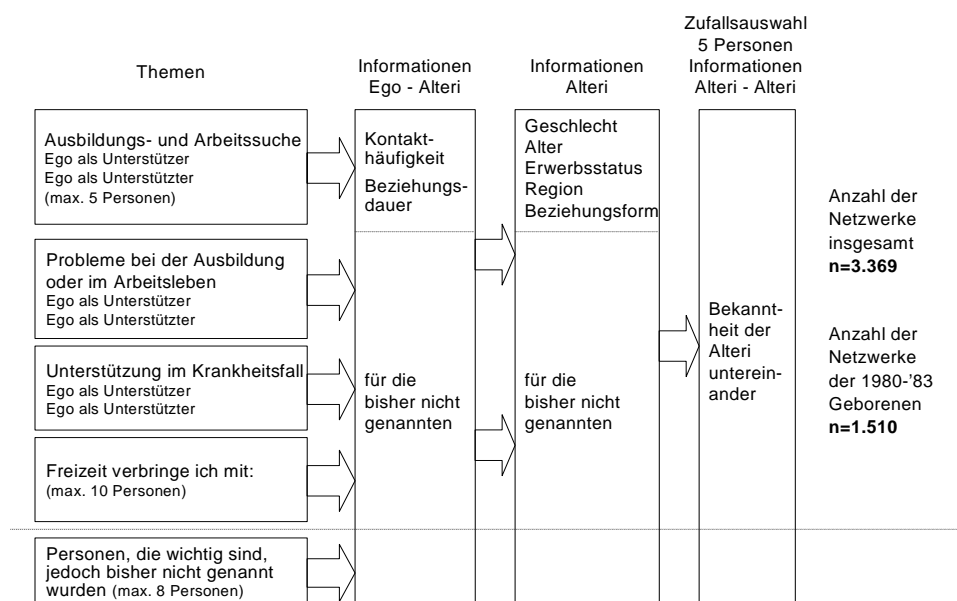 Themen
Informationen
Ego - Alteri
Informationen
Alteri
Zufallsauswahl
5 Personen
Informationen
Alteri - Alteri
Ausbildungs- und Arbeitssuche
Ego als Unterstützer
Ego als Unterstützter
(max. 5 Personen)
Probleme bei der Ausbildung
oder im Arbeitsleben
Ego als Unterstützer
Ego als Unterstützter
Unterstützung im Krankheitsfall
Ego als Unterstützer
Ego als Unterstützter
Freizeit verbringe ich mit:
(max. 10 Personen)
Personen, die wichtig sind,
jedoch bisher nicht genannt
wurden (max. 8 Personen)
Kontakt-
häufigkeit
Beziehungs-
dauer
für die
bisher nicht
genannten
Geschlecht
Alter
Erwerbsstatus
Region
Beziehungsform
für die
bisher nicht
genannten
Bekannt-
heit der
Alteri
unterein-
ander
Anzahl der
Netzwerke
insgesamt
n=3.369
Anzahl der
Netzwerke
der 1980-'83
Geborenen
n=1.510